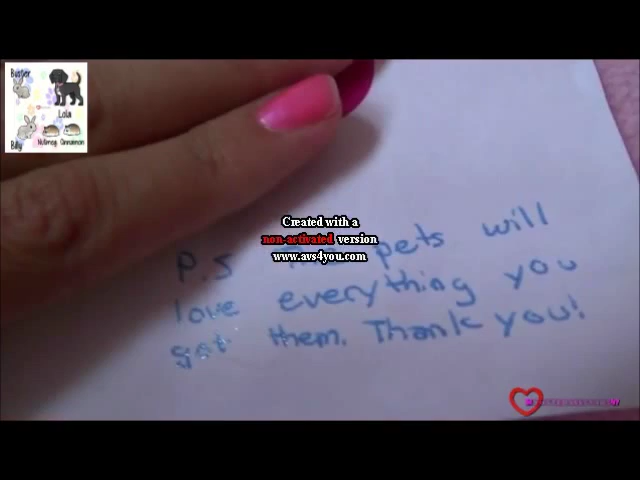 Buster
Lola
Billy
Nutmeg Cinnamon
Created with a
non-activated version
www.avs4you.com
P.S pets will
love everything you
got them. Thank you!